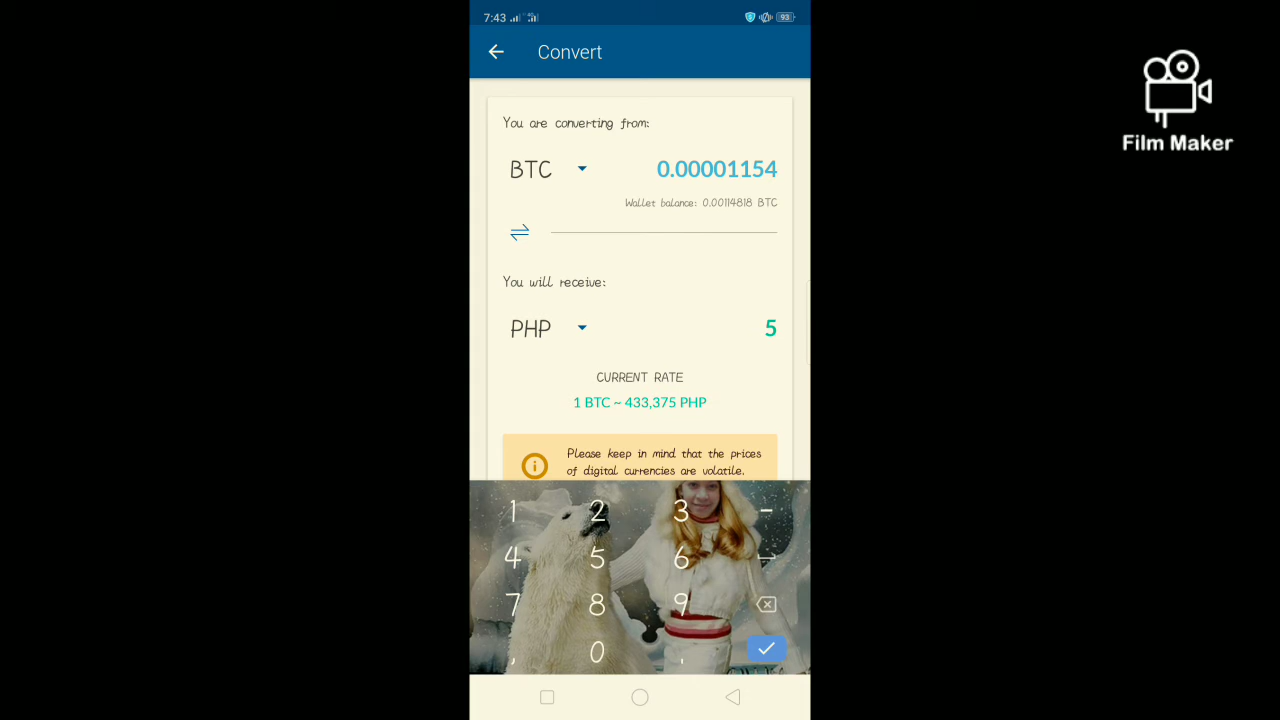 7:43
4G
93
Convert
You are converting from:
BTC
0.00001154
Wallet balance: 0.00114818 BTC
You will receive:
PHP
5
CURRENT RATE
1 BTC ~ 433,375 PHP
Please keep in mind that the prices
of digital currencies are volatile.
1 2 3 -
4 5 6
7 8 9
, 0 .
Film Maker